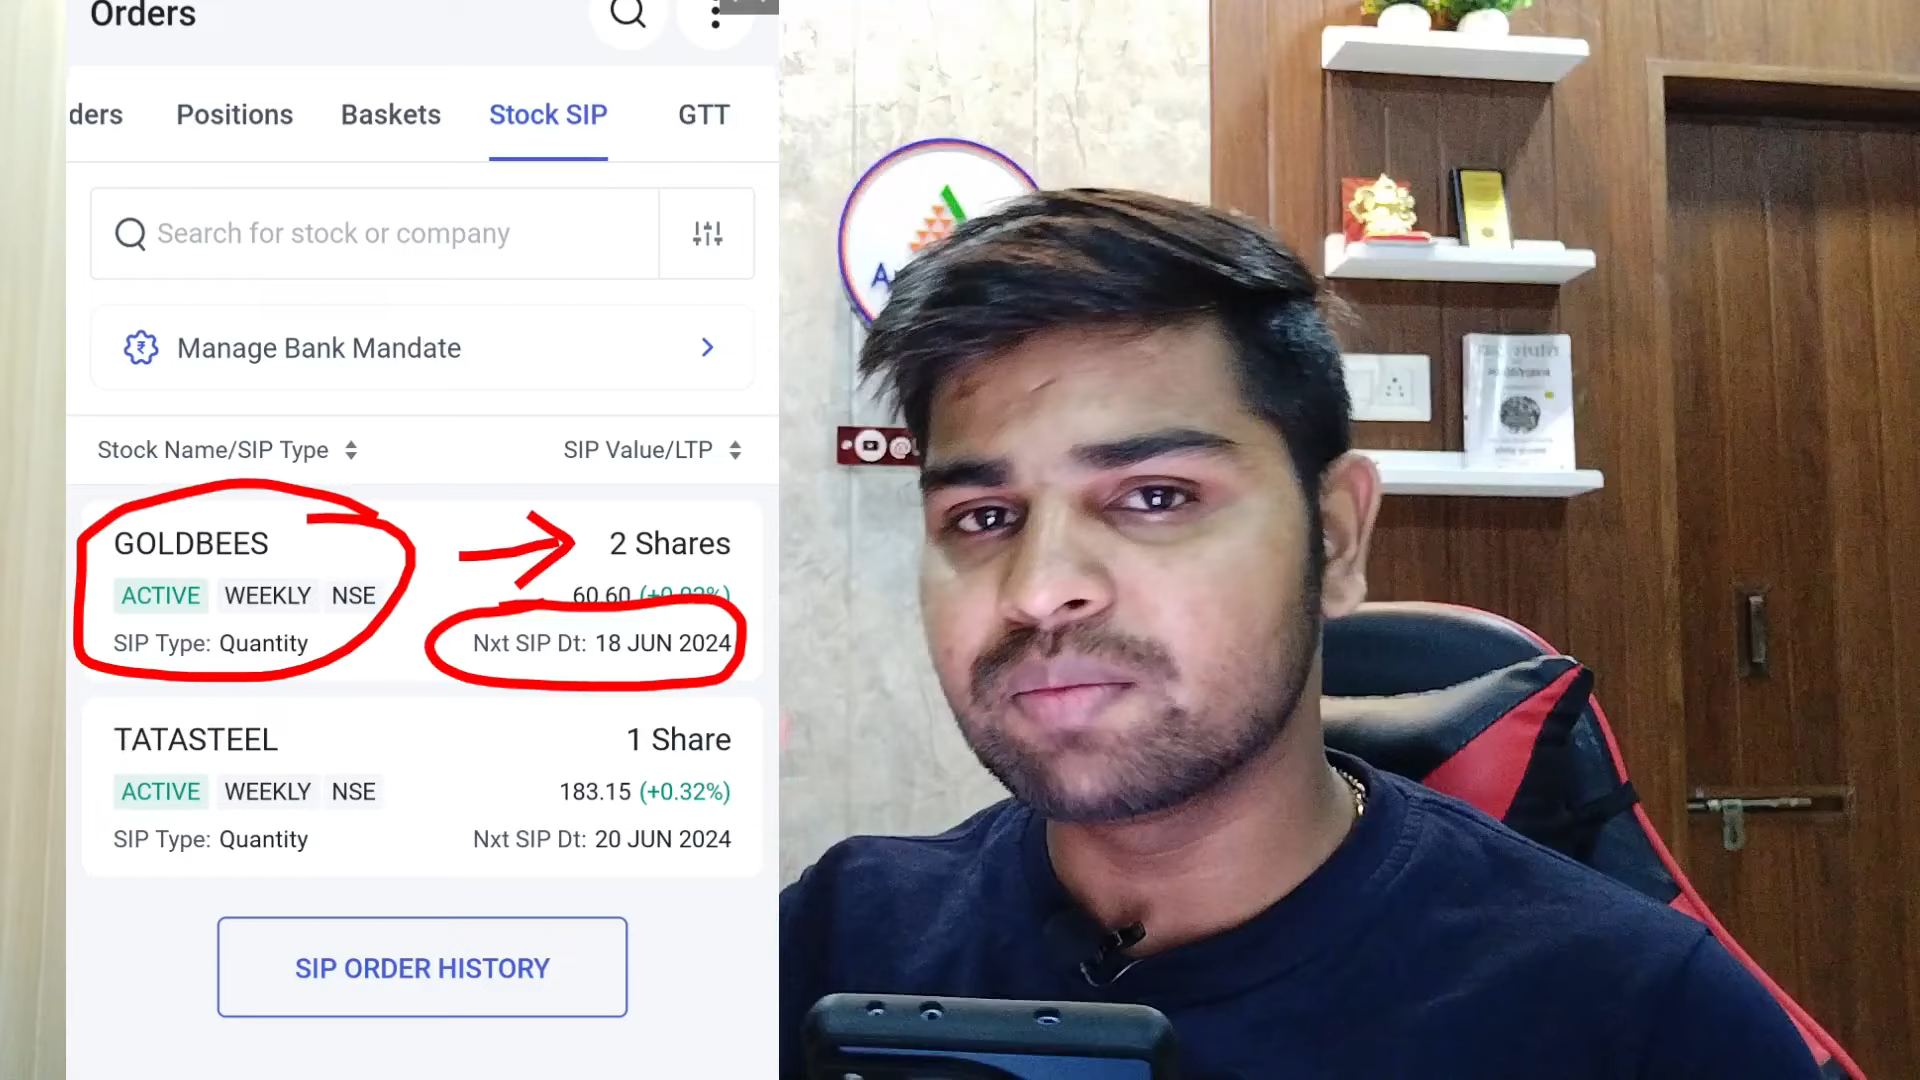 Orders
ders Positions Baskets Stock SIP GTT
Search for stock or company
Manage Bank Mandate
Stock Name/SIP Type SIP Value/LTP
GOLDBEES 2 Shares
ACTIVE WEEKLY NSE 60.60 (+0.02%)
SIP Type: Quantity Nxt SIP Dt: 18 JUN 2024
TATASTEEL 1 Share
ACTIVE WEEKLY NSE 183.15 (+0.32%)
SIP Type: Quantity Nxt SIP Dt: 20 JUN 2024
SIP ORDER HISTORY
A